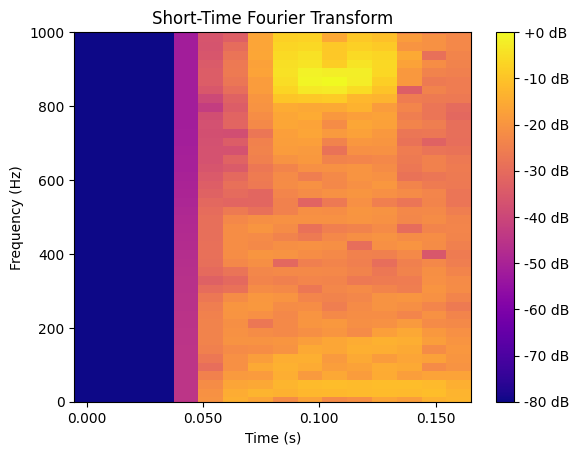 Short-Time Fourier Transform
1000
800
600
400
200
0
Frequency (Hz)
0.000
0.050
0.100
0.150
Time (s)
+0 dB
-10 dB
-20 dB
-30 dB
-40 dB
-50 dB
-60 dB
-70 dB
-80 dB